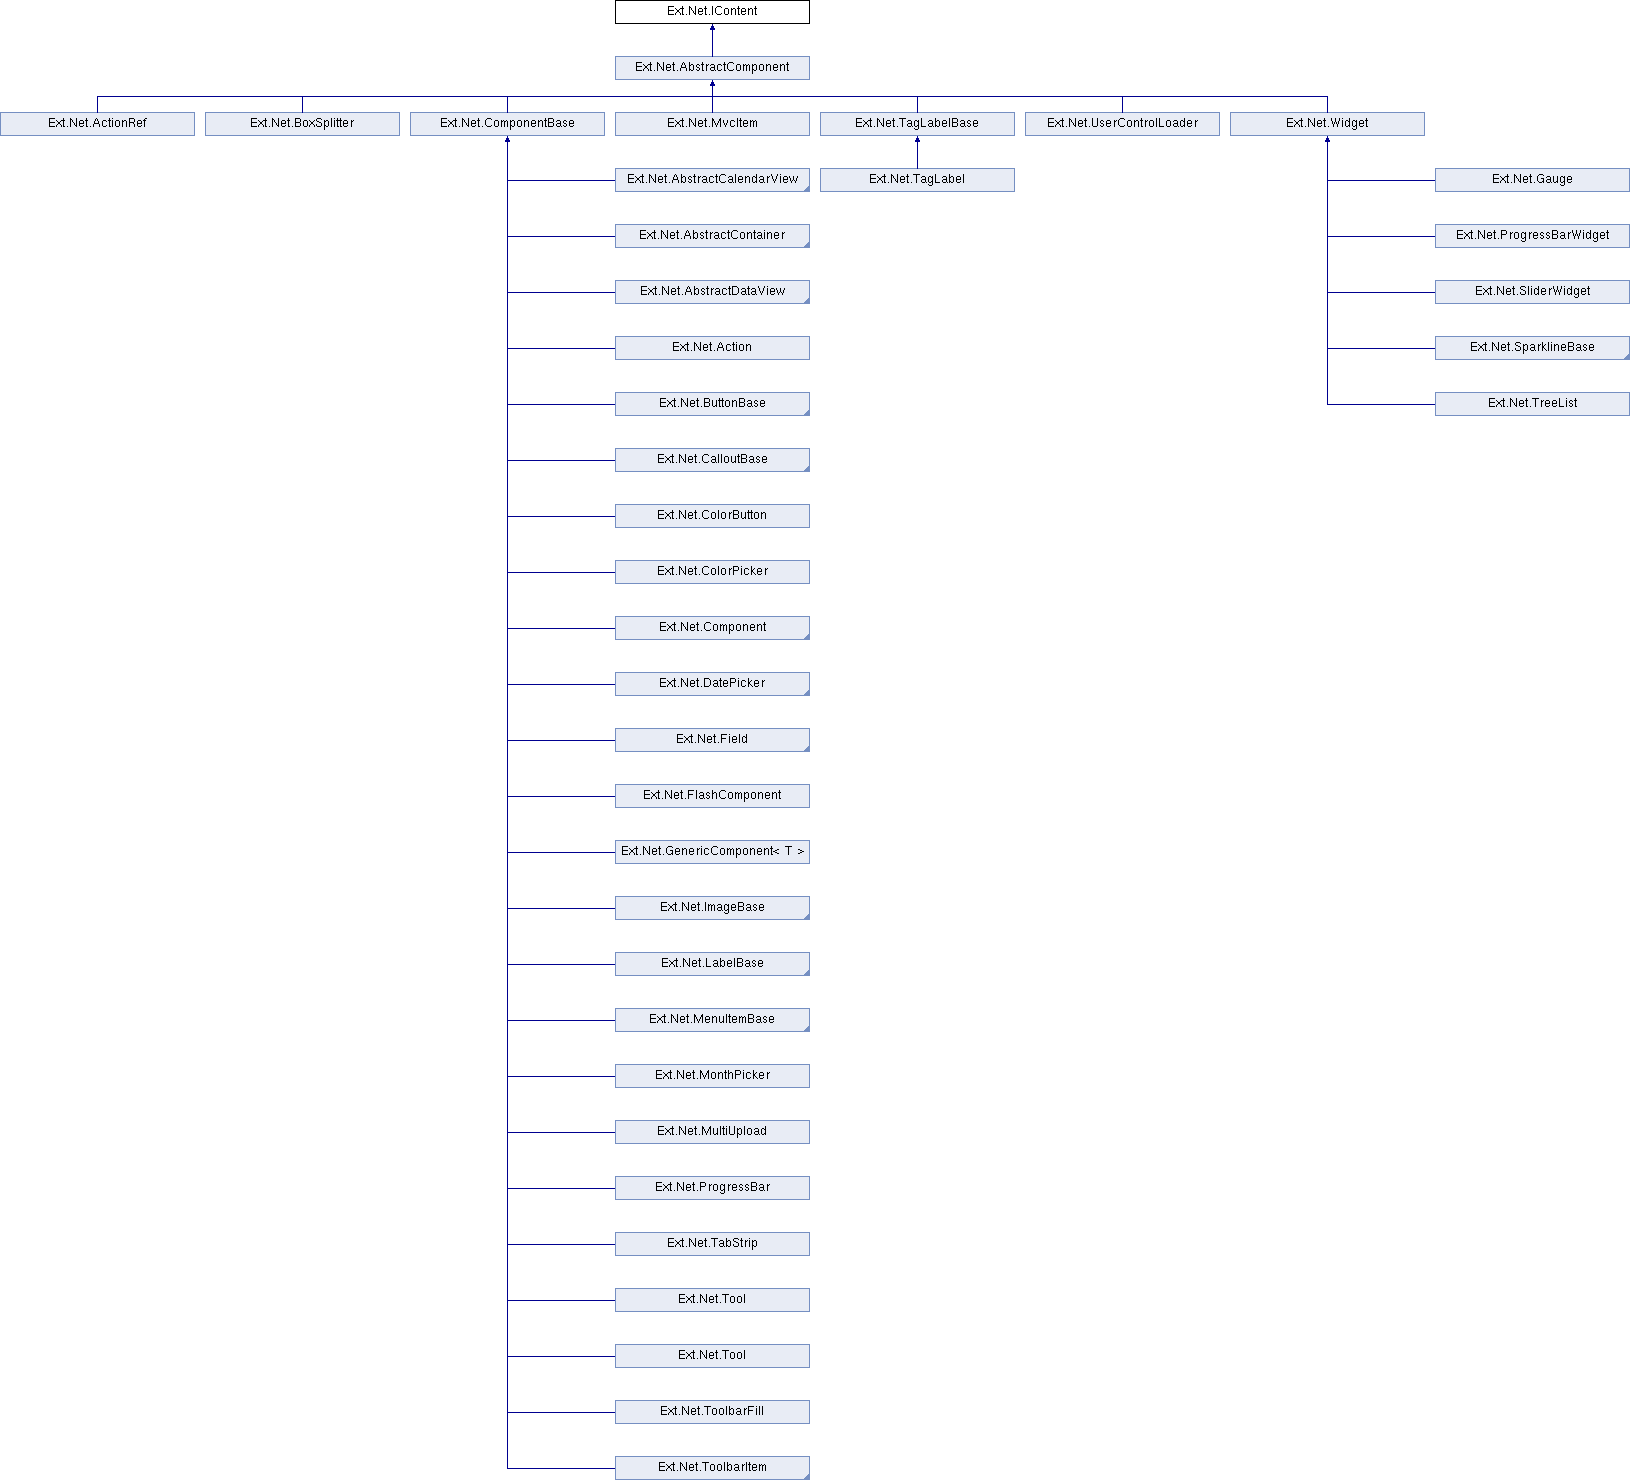 Ext.Net.IContent
Ext.Net.AbstractComponent
Ext.Net.ActionRef
Ext.Net.BoxSplitter
Ext.Net.ComponentBase
Ext.Net.MvcItem
Ext.Net.TagLabelBase
Ext.Net.UserControlLoader
Ext.Net.Widget
Ext.Net.AbstractCalendarView
Ext.Net.TagLabel
Ext.Net.Gauge
Ext.Net.AbstractContainer
Ext.Net.ProgressBarWidget
Ext.Net.AbstractDataView
Ext.Net.SliderWidget
Ext.Net.Action
Ext.Net.SparklineBase
Ext.Net.ButtonBase
Ext.Net.TreeList
Ext.Net.CalloutBase
Ext.Net.ColorButton
Ext.Net.ColorPicker
Ext.Net.Component
Ext.Net.DatePicker
Ext.Net.Field
Ext.Net.FlashComponent
Ext.Net.GenericComponent< T >
Ext.Net.ImageBase
Ext.Net.LabelBase
Ext.Net.MenuItemBase
Ext.Net.MonthPicker
Ext.Net.MultiUpload
Ext.Net.ProgressBar
Ext.Net.TabStrip
Ext.Net.Tool
Ext.Net.Tool
Ext.Net.ToolbarFill
Ext.Net.ToolbarItem